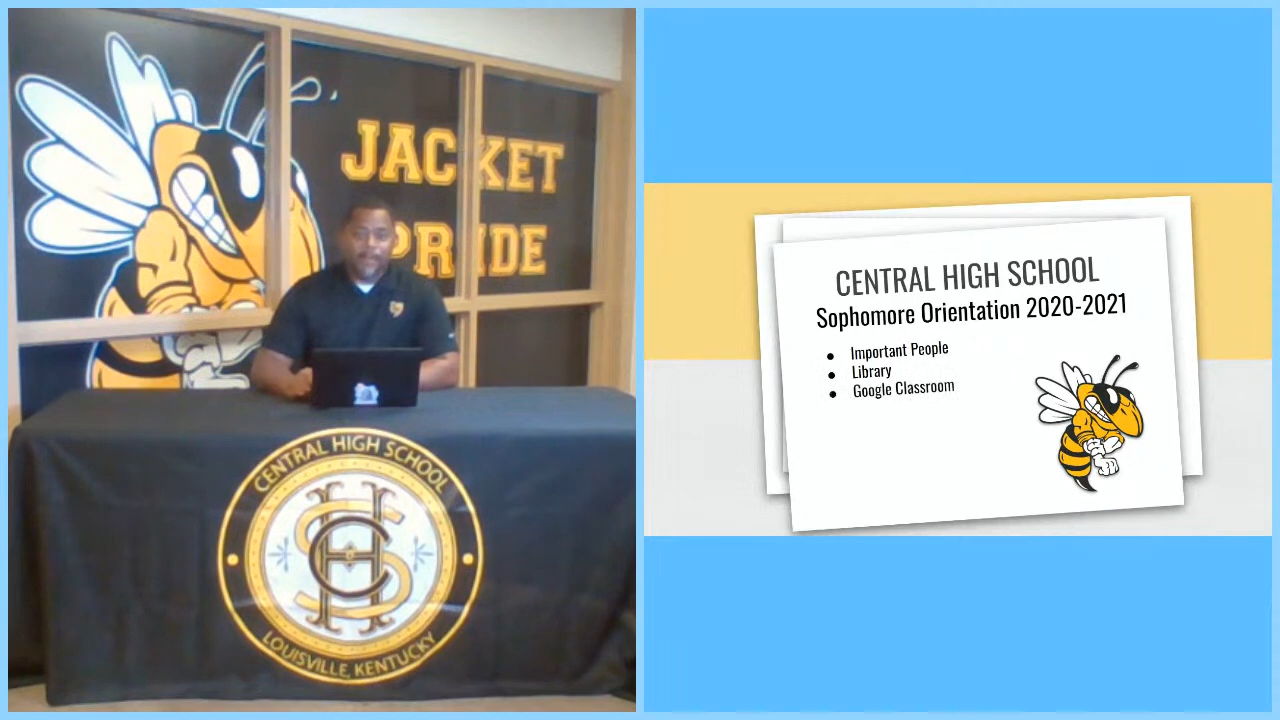 JACKET
PRIDE
CENTRAL HIGH SCHOOL
CHS
LOUISVILLE, KENTUCKY
CENTRAL HIGH SCHOOL
Sophomore Orientation 2020-2021
● Important People
● Library
● Google Classroom